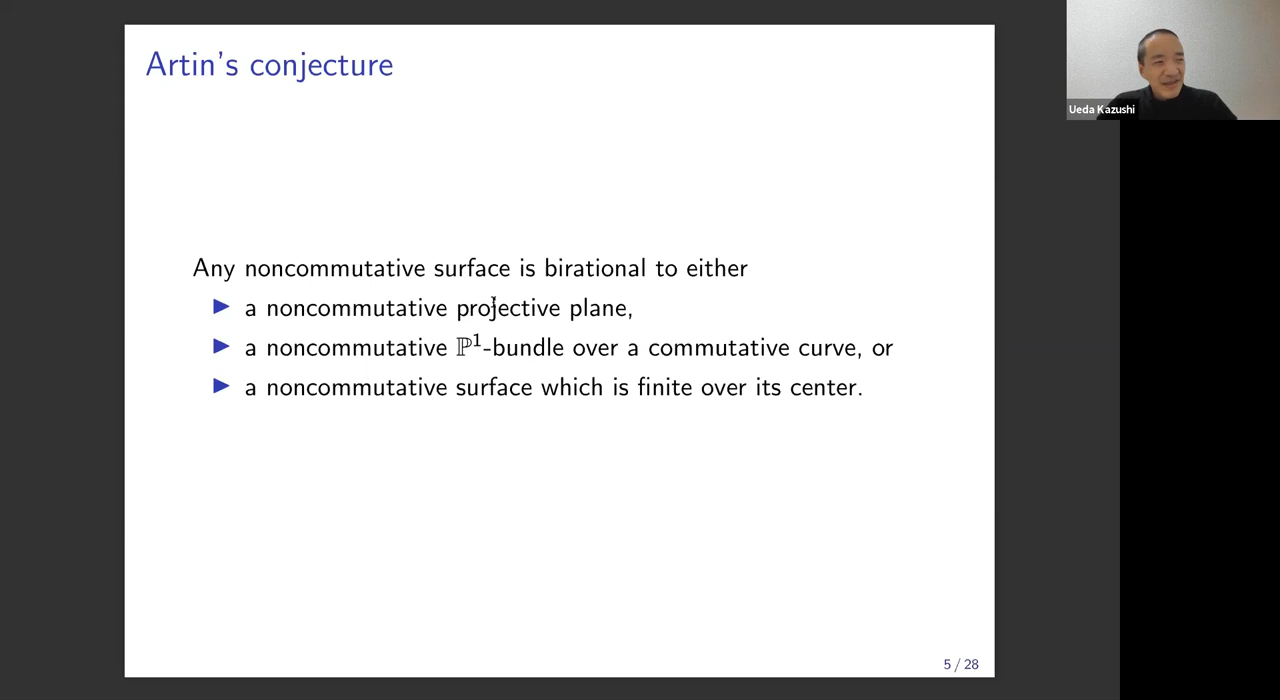 Artin's conjecture
Any noncommutative surface is birational to either
▶ a noncommutative projective plane,
▶ a noncommutative ℙ¹-bundle over a commutative curve, or
▶ a noncommutative surface which is finite over its center.
5 / 28
Ueda Kazushi